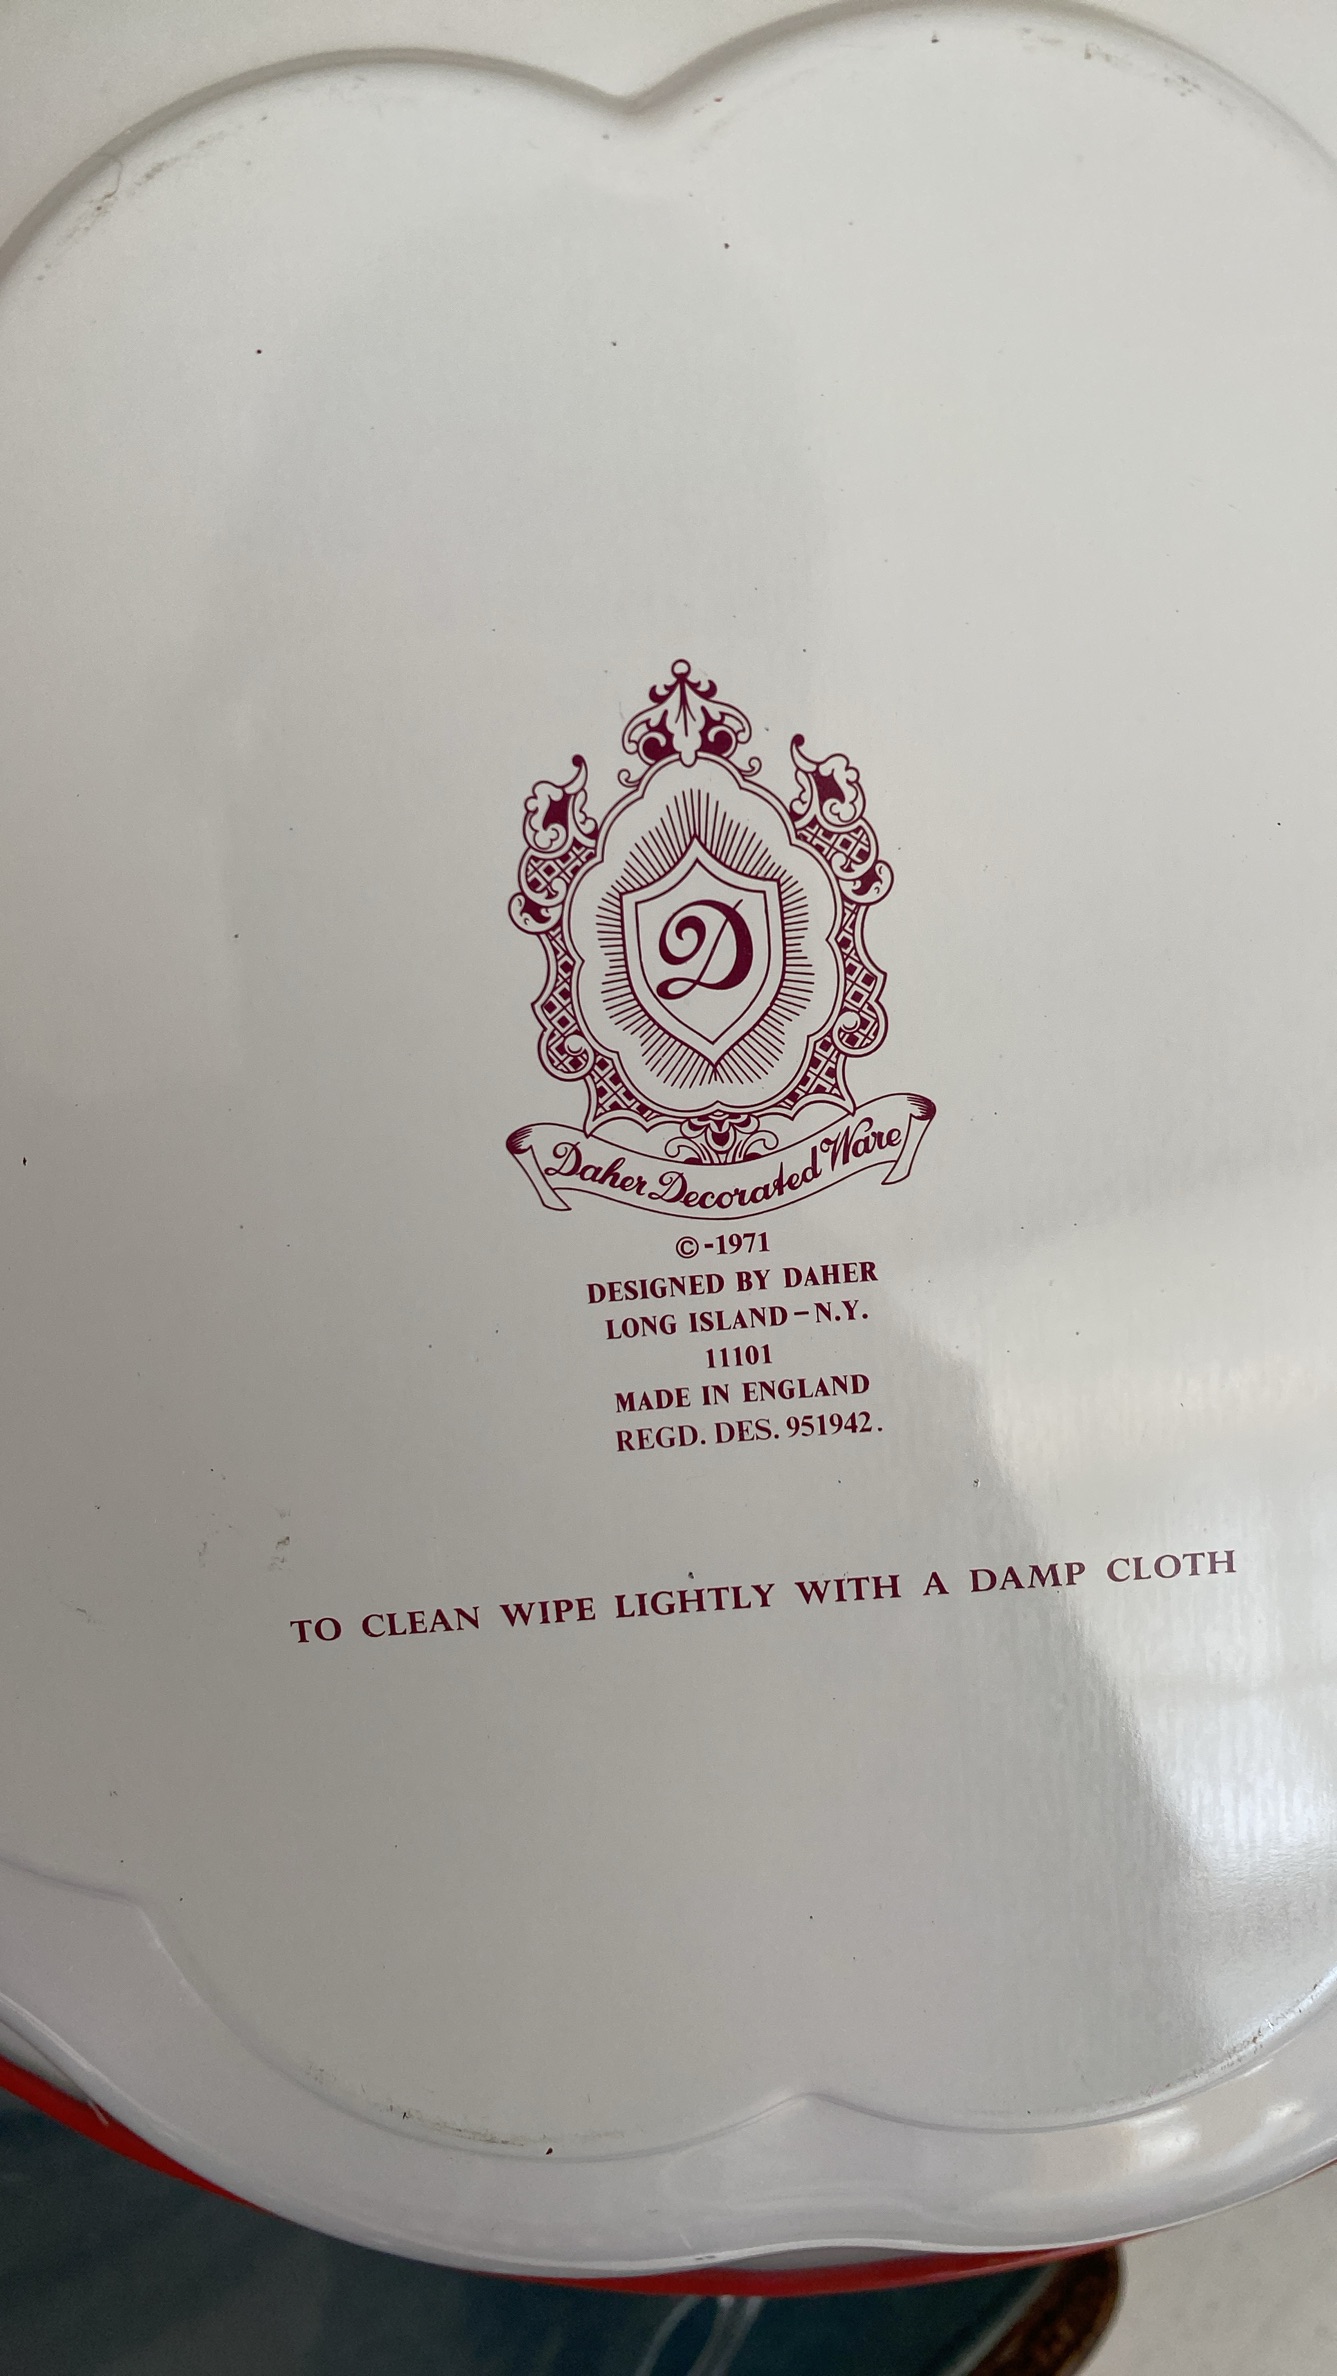 D
Daher Decorated Ware
©-1971
DESIGNED BY DAHER
LONG ISLAND-N.Y.
11101
MADE IN ENGLAND
REGD. DES. 951942.
TO CLEAN WIPE LIGHTLY WITH A DAMP CLOTH